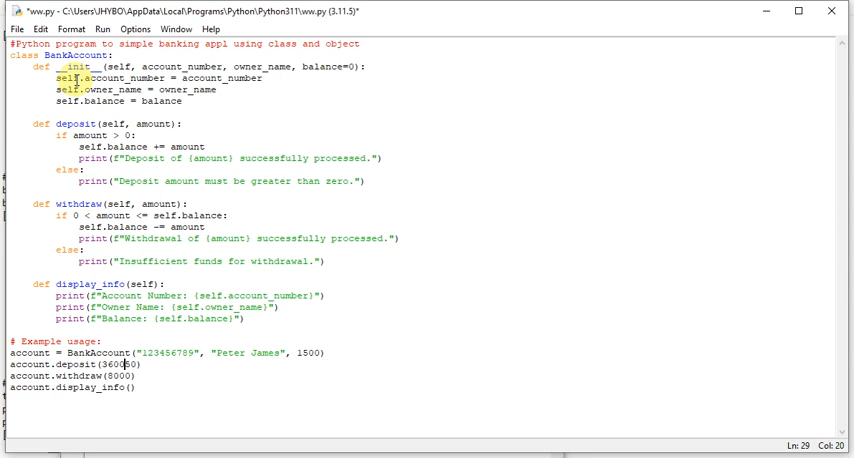 *ww.py - C:\Users\JHYBO\AppData\Local\Programs\Python\Python311\ww.py (3.11.5)*
File Edit Format Run Options Window Help
#Python program to simple banking appl using class and object
class BankAccount:
    def __init__(self, account_number, owner_name, balance=0):
        self.account_number = account_number
        self.owner_name = owner_name
        self.balance = balance

    def deposit(self, amount):
        if amount > 0:
            self.balance += amount
            print(f"Deposit of {amount} successfully processed.")
        else:
            print("Deposit amount must be greater than zero.")

    def withdraw(self, amount):
        if 0 < amount <= self.balance:
            self.balance -= amount
            print(f"Withdrawal of {amount} successfully processed.")
        else:
            print("Insufficient funds for withdrawal.")

    def display_info(self):
        print(f"Account Number: {self.account_number}")
        print(f"Owner Name: {self.owner_name}")
        print(f"Balance: {self.balance}")

# Example usage:
account = BankAccount("123456789", "Peter James", 1500)
account.deposit(360050)
account.withdraw(8000)
account.display_info()
Ln: 29 Col: 20